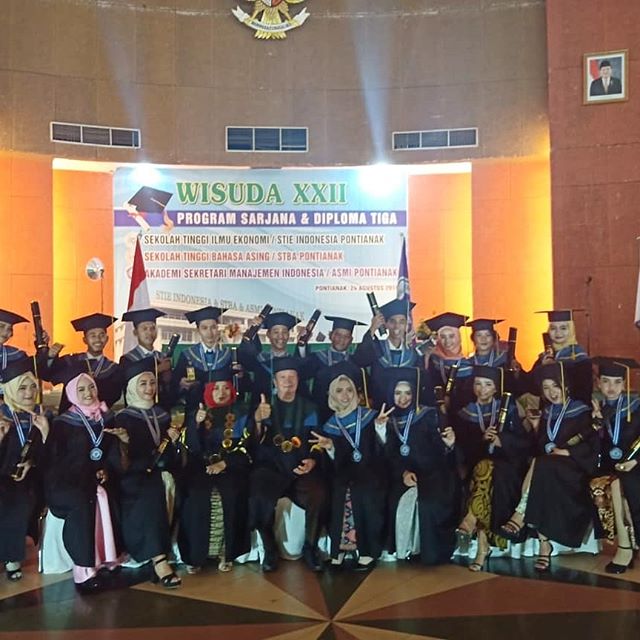 WISUDA XXII
PROGRAM SARJANA & DIPLOMA TIGA
SEKOLAH TINGGI ILMU EKONOMI / STIE INDONESIA PONTIANAK
SEKOLAH TINGGI BAHASA ASING / STBA PONTIANAK
AKADEMI SEKRETARI MANAJEMEN INDONESIA / ASMI PONTIANAK
PONTIANAK, 24 AGUSTUS
STIE INDONESIA & STBA & ASMI